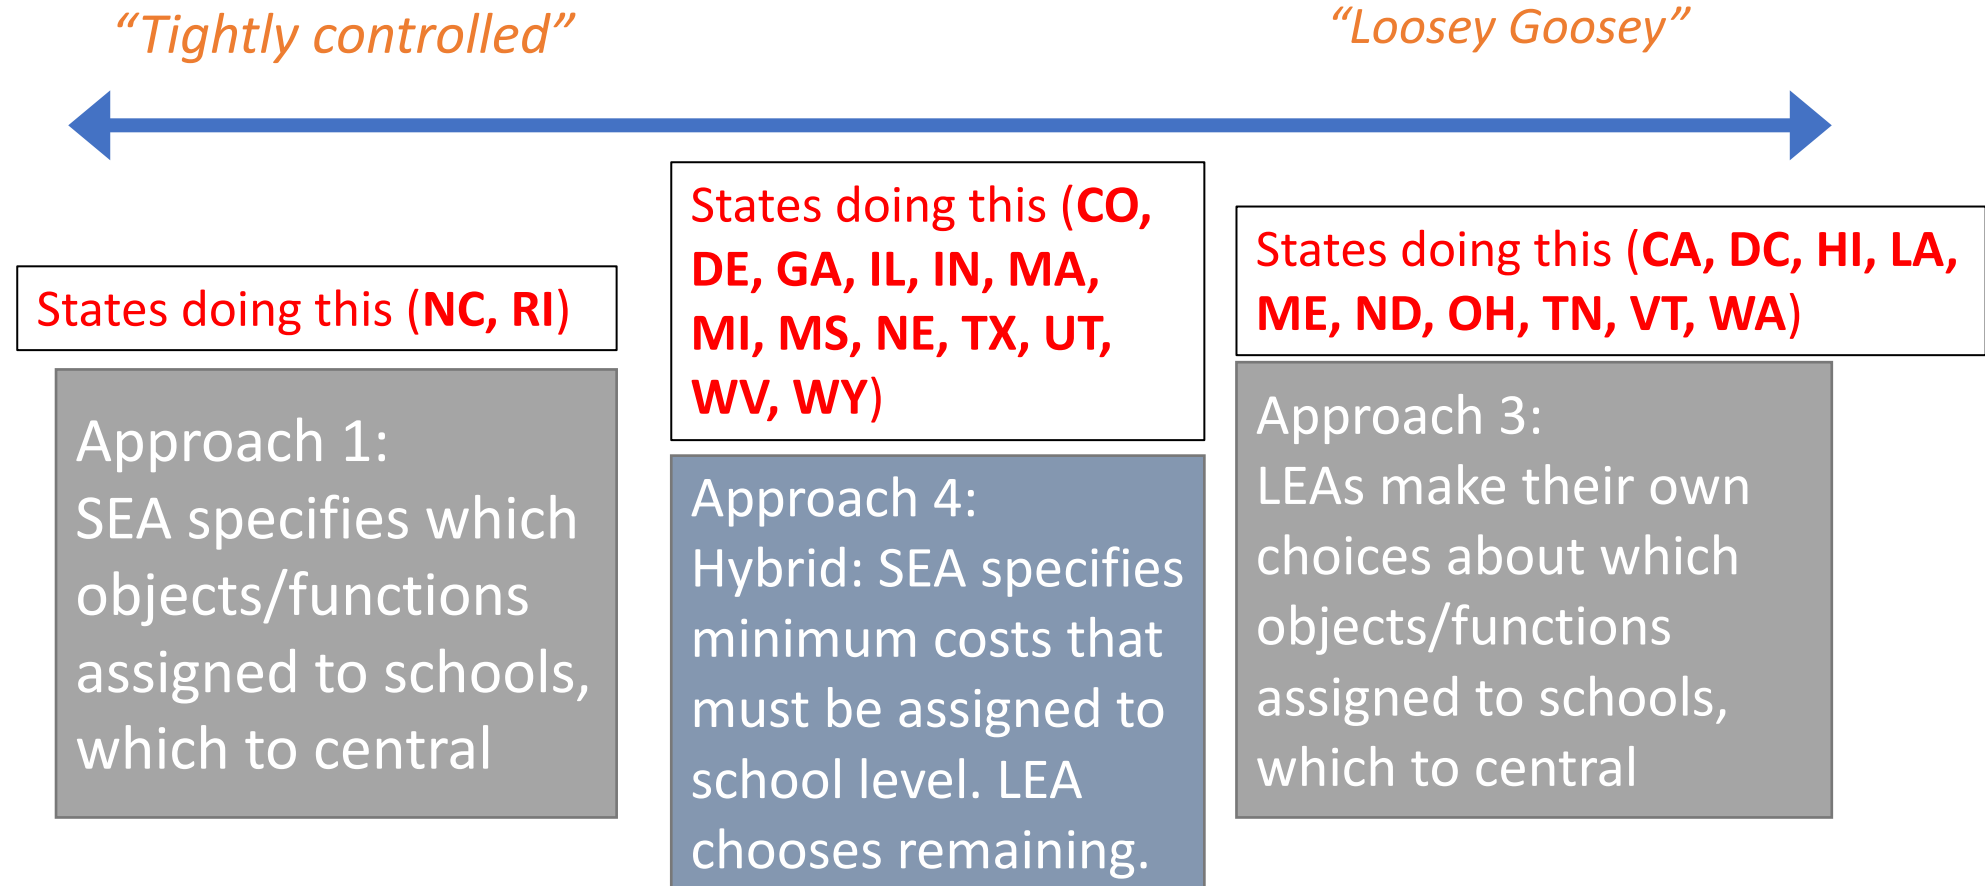 “Tightly controlled”
“Loosey Goosey”
States doing this (NC, RI)
Approach 1:
SEA specifies which
objects/functions
assigned to schools,
which to central
States doing this (CO,
DE, GA, IL, IN, MA,
MI, MS, NE, TX, UT,
WV, WY)
Approach 4:
Hybrid: SEA specifies
minimum costs that
must be assigned to
school level. LEA
chooses remaining.
States doing this (CA, DC, HI, LA,
ME, ND, OH, TN, VT, WA)
Approach 3:
LEAs make their own
choices about which
objects/functions
assigned to schools,
which to central